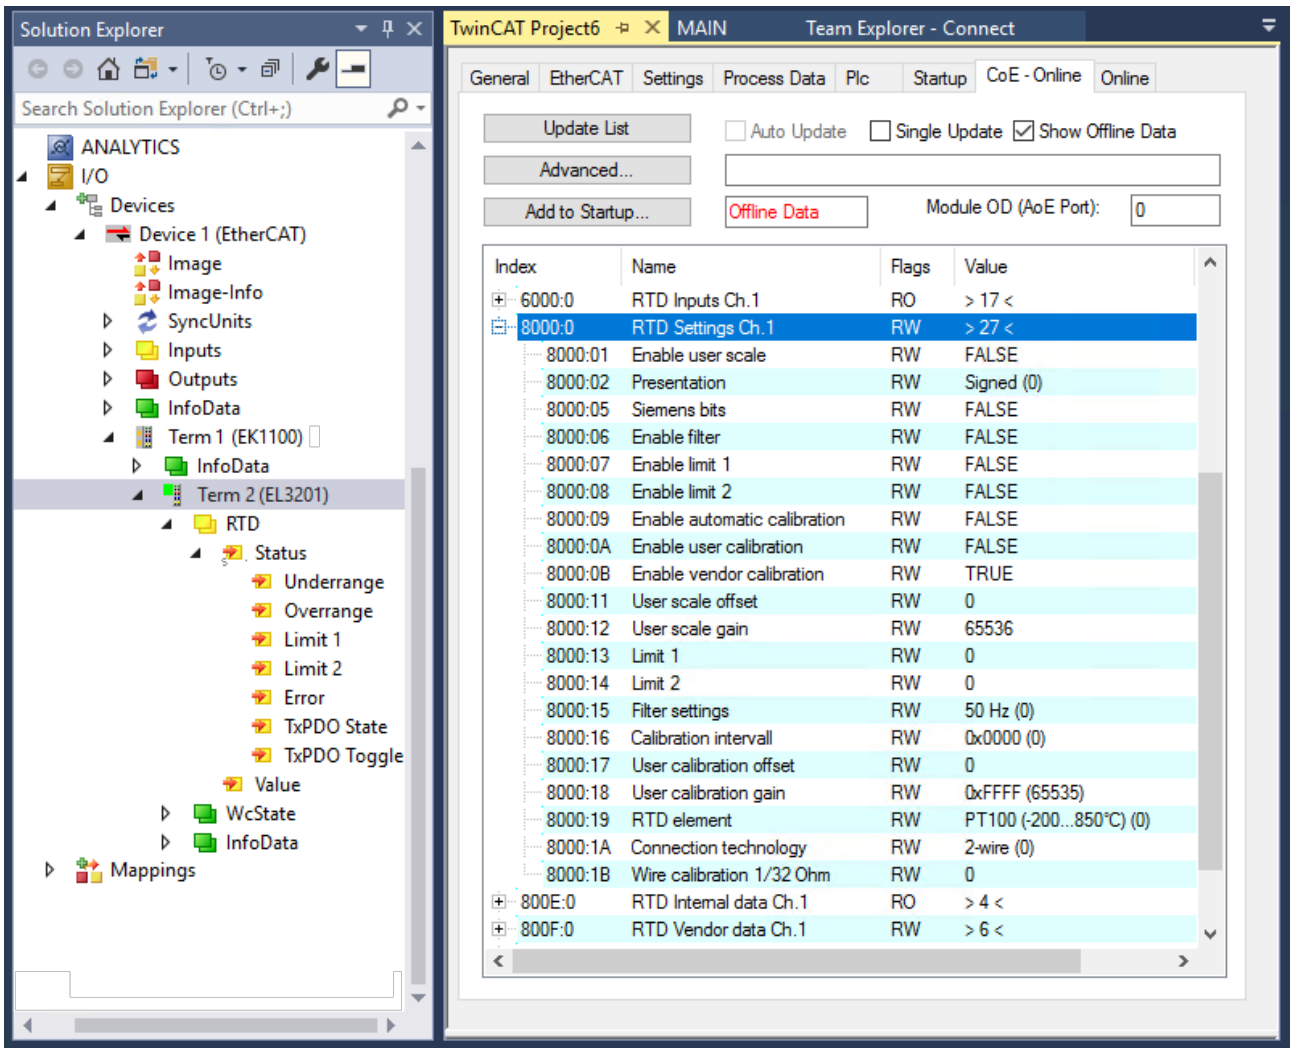 Solution Explorer
Search Solution Explorer (Ctrl+;)
ANALYTICS
I/O
Devices
Device 1 (EtherCAT)
Image
Image-Info
SyncUnits
Inputs
Outputs
InfoData
Term 1 (EK1100)
InfoData
Term 2 (EL3201)
RTD
Status
Underrange
Overrange
Limit 1
Limit 2
Error
TxPDO State
TxPDO Toggle
Value
WcState
InfoData
Mappings
TwinCAT Project6 MAIN Team Explorer - Connect
General EtherCAT Settings Process Data Plc Startup CoE - Online Online
Update List Auto Update Single Update Show Offline Data
Advanced...
Add to Startup... Offline Data Module OD (AoE Port): 0
Index Name Flags Value
6000:0 RTD Inputs Ch.1 RO > 17 <
8000:0 RTD Settings Ch.1 RW > 27 <
8000:01 Enable user scale RW FALSE
8000:02 Presentation RW Signed (0)
8000:05 Siemens bits RW FALSE
8000:06 Enable filter RW FALSE
8000:07 Enable limit 1 RW FALSE
8000:08 Enable limit 2 RW FALSE
8000:09 Enable automatic calibration RW FALSE
8000:0A Enable user calibration RW FALSE
8000:0B Enable vendor calibration RW TRUE
8000:11 User scale offset RW 0
8000:12 User scale gain RW 65536
8000:13 Limit 1 RW 0
8000:14 Limit 2 RW 0
8000:15 Filter settings RW 50 Hz (0)
8000:16 Calibration intervall RW 0x0000 (0)
8000:17 User calibration offset RW 0
8000:18 User calibration gain RW 0xFFFF (65535)
8000:19 RTD element RW PT100 (-200...850°C) (0)
8000:1A Connection technology RW 2-wire (0)
8000:1B Wire calibration 1/32 Ohm RW 0
800E:0 RTD Internal data Ch.1 RO > 4 <
800F:0 RTD Vendor data Ch.1 RW > 6 <